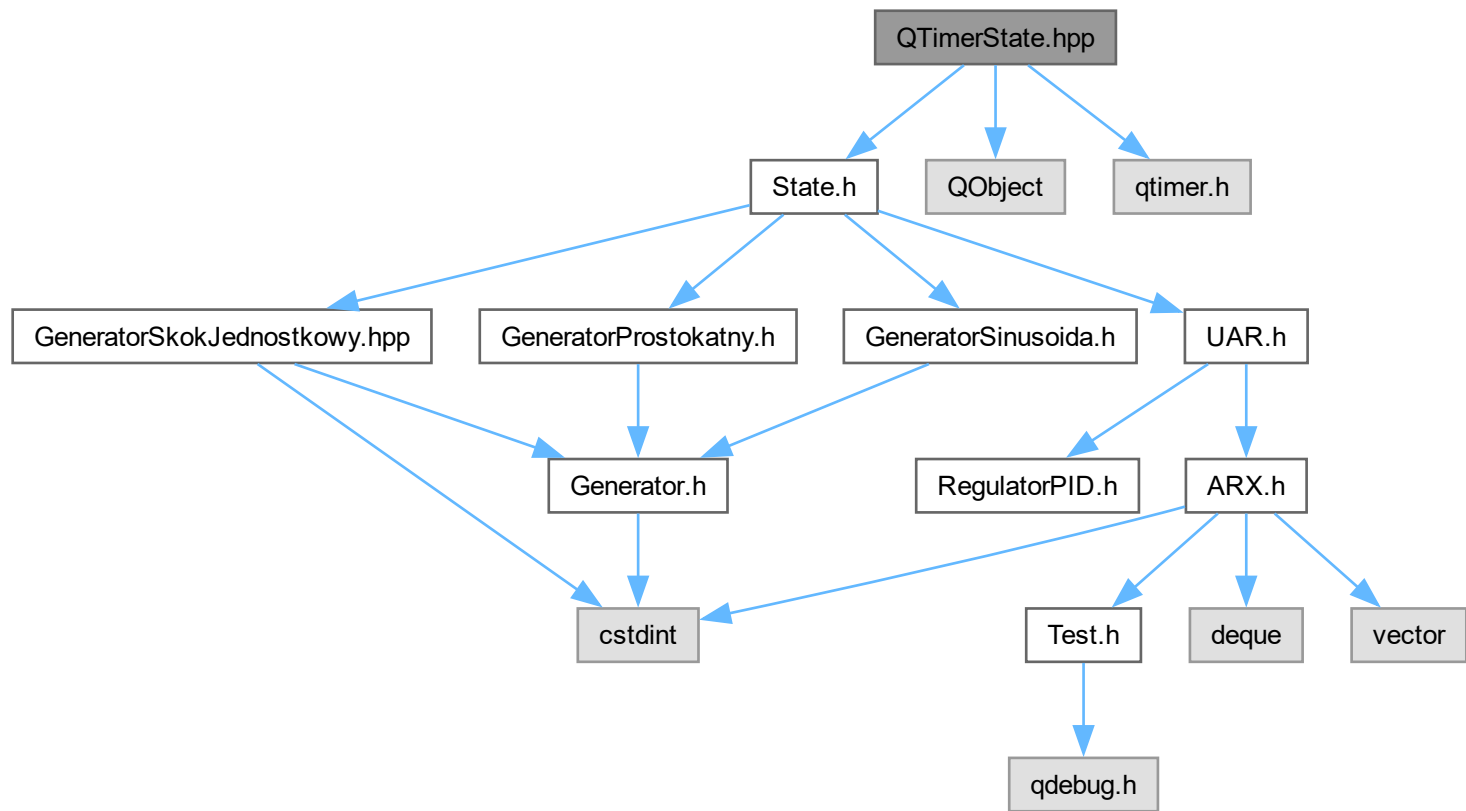 QTimerState.hpp
State.h
QObject
qtimer.h
GeneratorSkokJednostkowy.hpp
GeneratorProstokatny.h
GeneratorSinusoida.h
UAR.h
Generator.h
RegulatorPID.h
ARX.h
cstdint
Test.h
deque
vector
qdebug.h